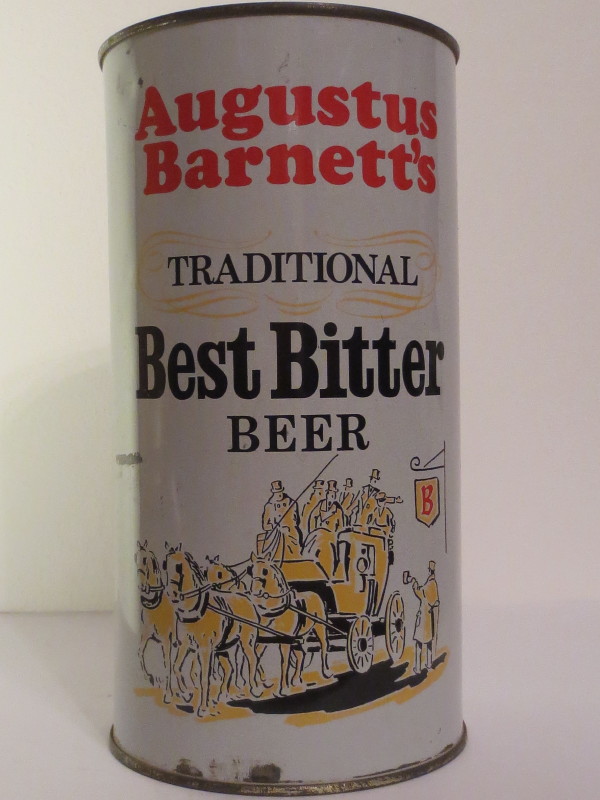 Augustus
Barnett's
TRADITIONAL
Best Bitter
BEER
B